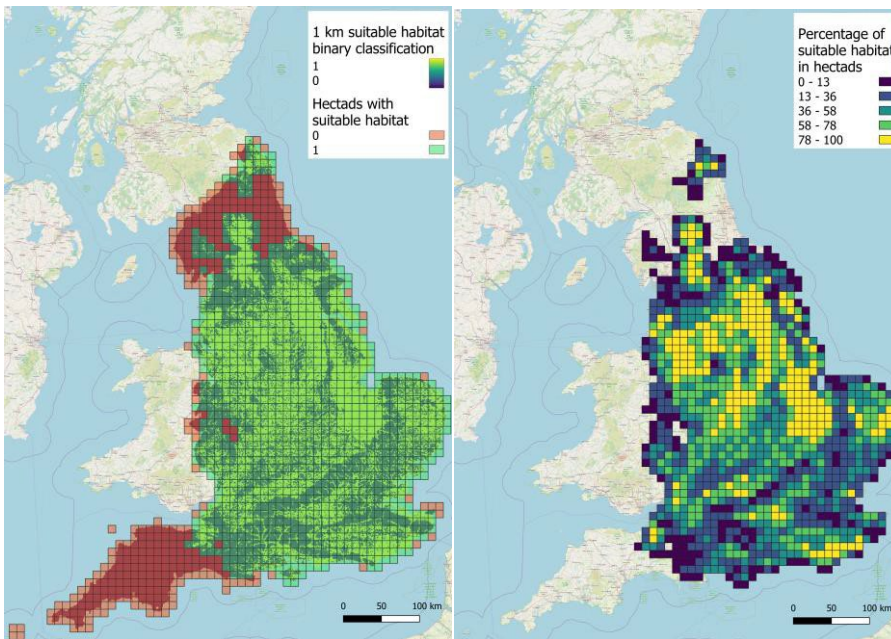 1 km suitable habitat
binary classification
1
0
Hectads with
suitable habitat
0
1
0 50 100 km
Percentage of
suitable habitat
in hectads
0 - 13
13 - 36
36 - 58
58 - 78
78 - 100
0 50 100 km